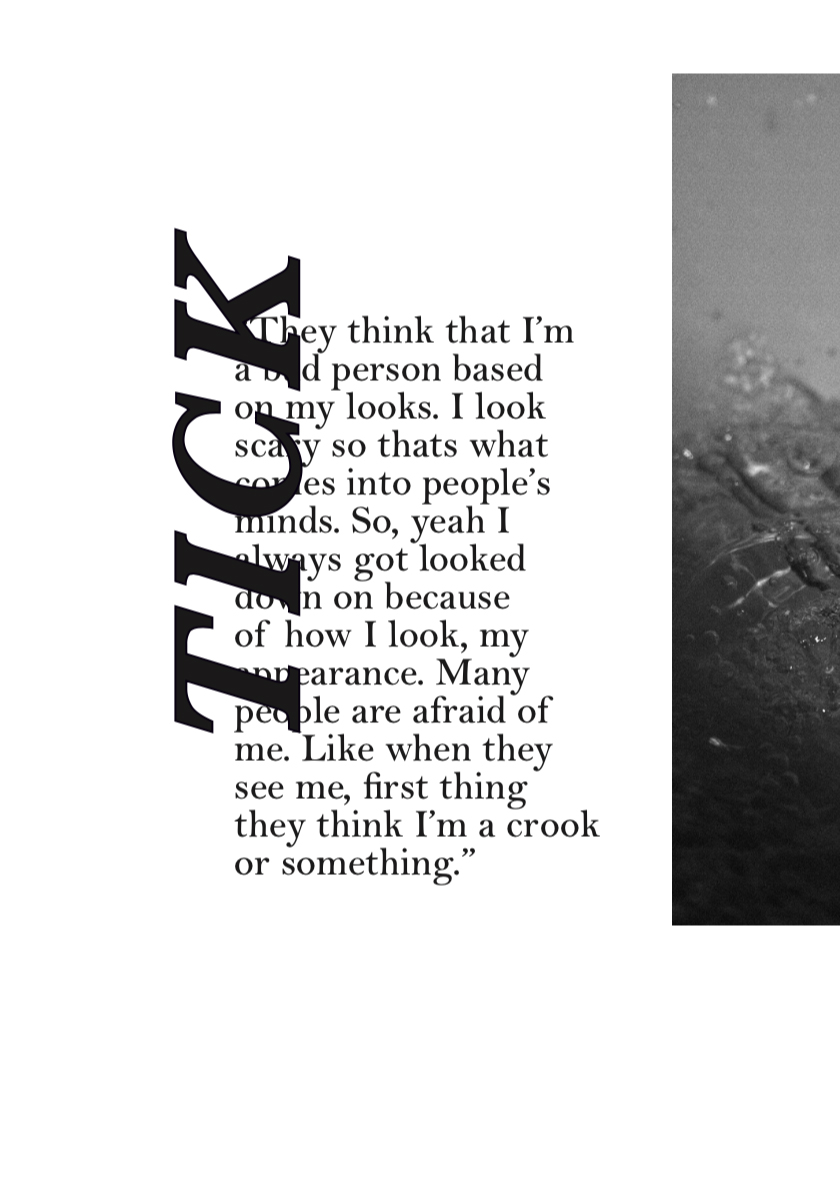 TICK
“They think that I’m
a bad person based
on my looks. I look
scary so thats what
comes into people’s
minds. So, yeah I
always got looked
down on because
of how I look, my
appearance. Many
people are afraid of
me. Like when they
see me, first thing
they think I’m a crook
or something.”